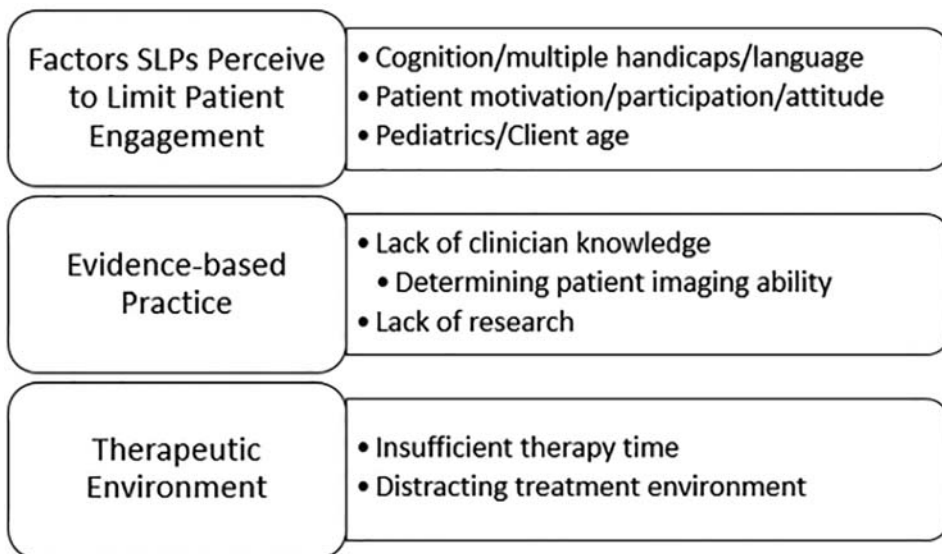 Factors SLPs Perceive
to Limit Patient
Engagement
• Cognition/multiple handicaps/language
• Patient motivation/participation/attitude
• Pediatrics/Client age
Evidence-based
Practice
• Lack of clinician knowledge
• Determining patient imaging ability
• Lack of research
Therapeutic
Environment
• Insufficient therapy time
• Distracting treatment environment